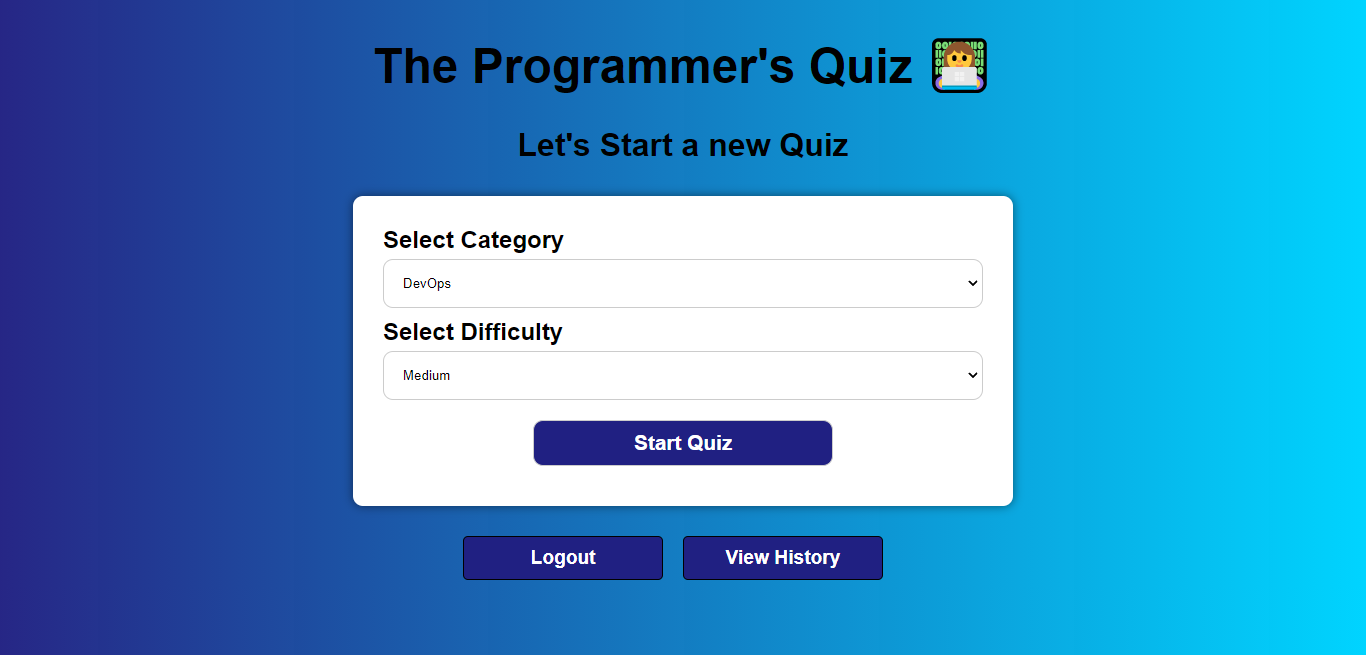 The Programmer's Quiz
Let's Start a new Quiz
Select Category
DevOps
Select Difficulty
Medium
Start Quiz
Logout
View History